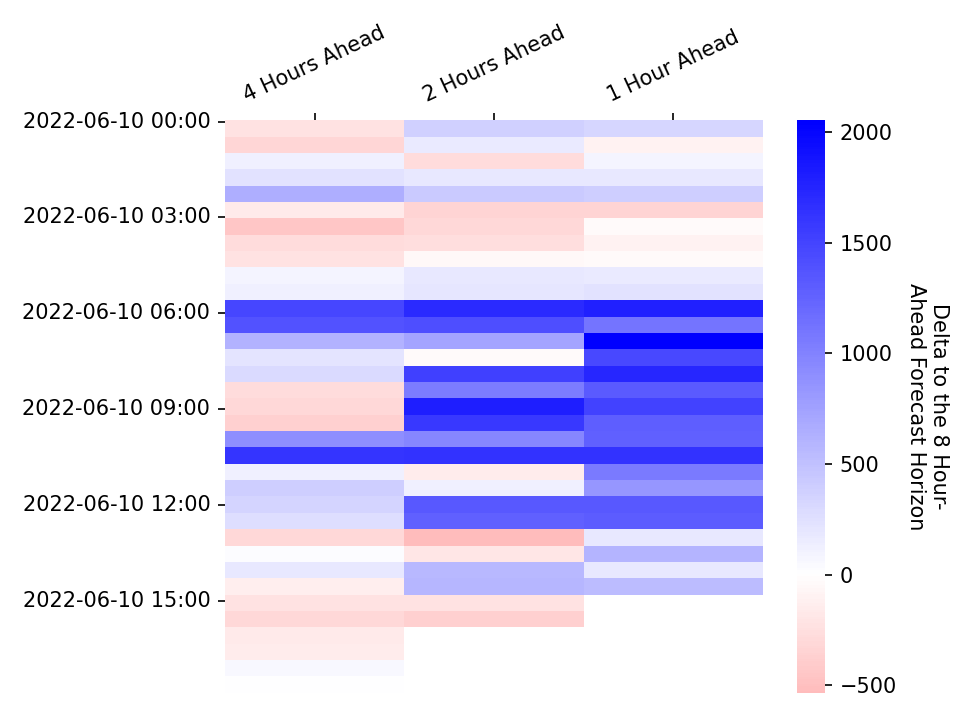 4 Hours Ahead
2 Hours Ahead
1 Hour Ahead
2022-06-10 00:00
2022-06-10 03:00
2022-06-10 06:00
2022-06-10 09:00
2022-06-10 12:00
2022-06-10 15:00
2000
1500
1000
500
0
−500
Delta to the 8 Hour-
Ahead Forecast Horizon